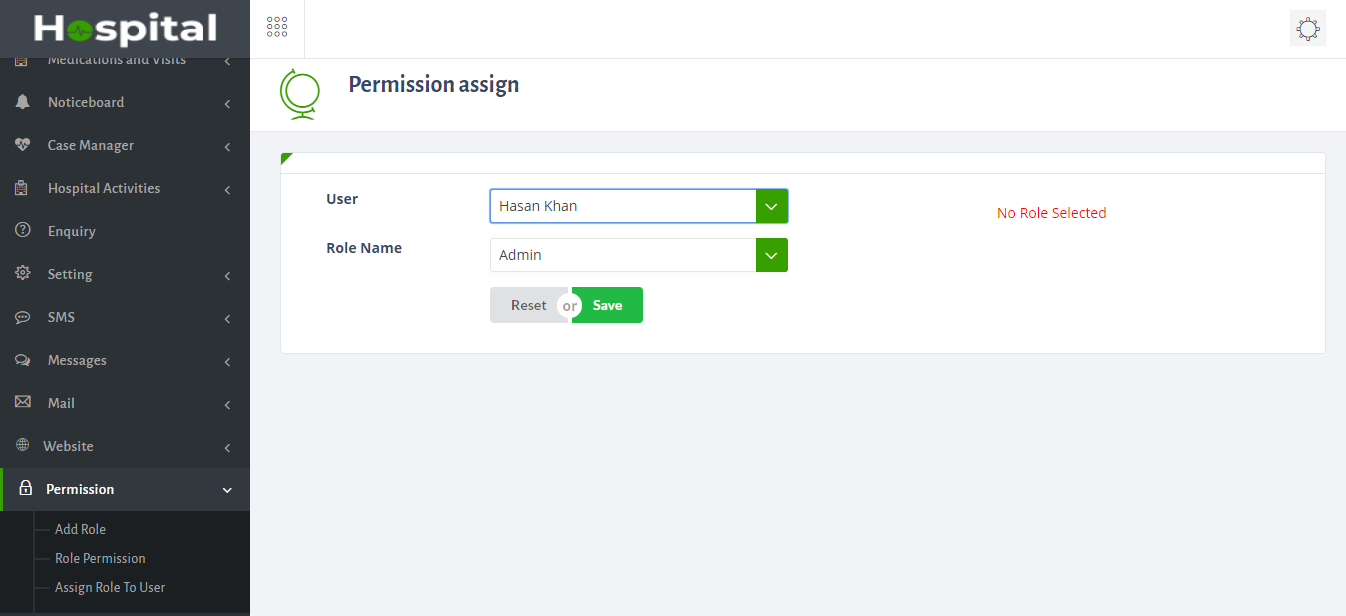 Hospital
Medications and Visits
Noticeboard
Case Manager
Hospital Activities
Enquiry
Setting
SMS
Messages
Mail
Website
Permission
Add Role
Role Permission
Assign Role To User
Permission assign
User
Hasan Khan
No Role Selected
Role Name
Admin
Reset or Save